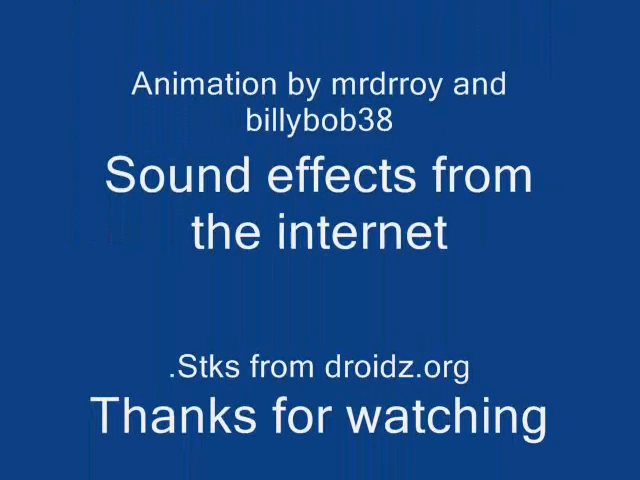 Animation by mrdrroy and
billybob38
Sound effects from
the internet
.Stks from droidz.org
Thanks for watching